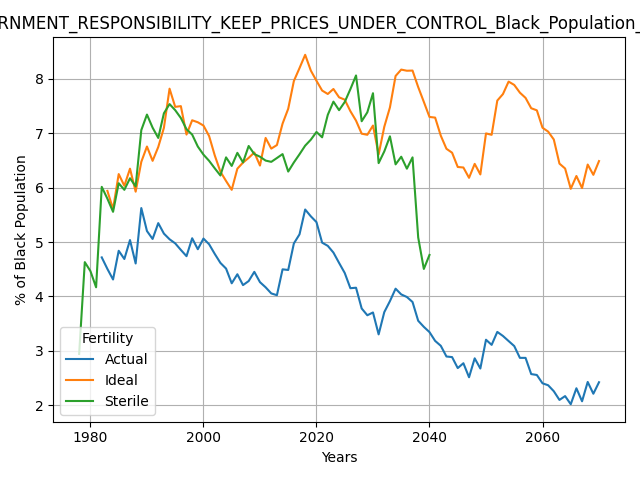 RNMENT_RESPONSIBILITY_KEEP_PRICES_UNDER_CONTROL_Black_Population_
8
7
6
5
4
3
2
% of Black Population
Fertility
Actual
Ideal
Sterile
1980 2000 2020 2040 2060
Years